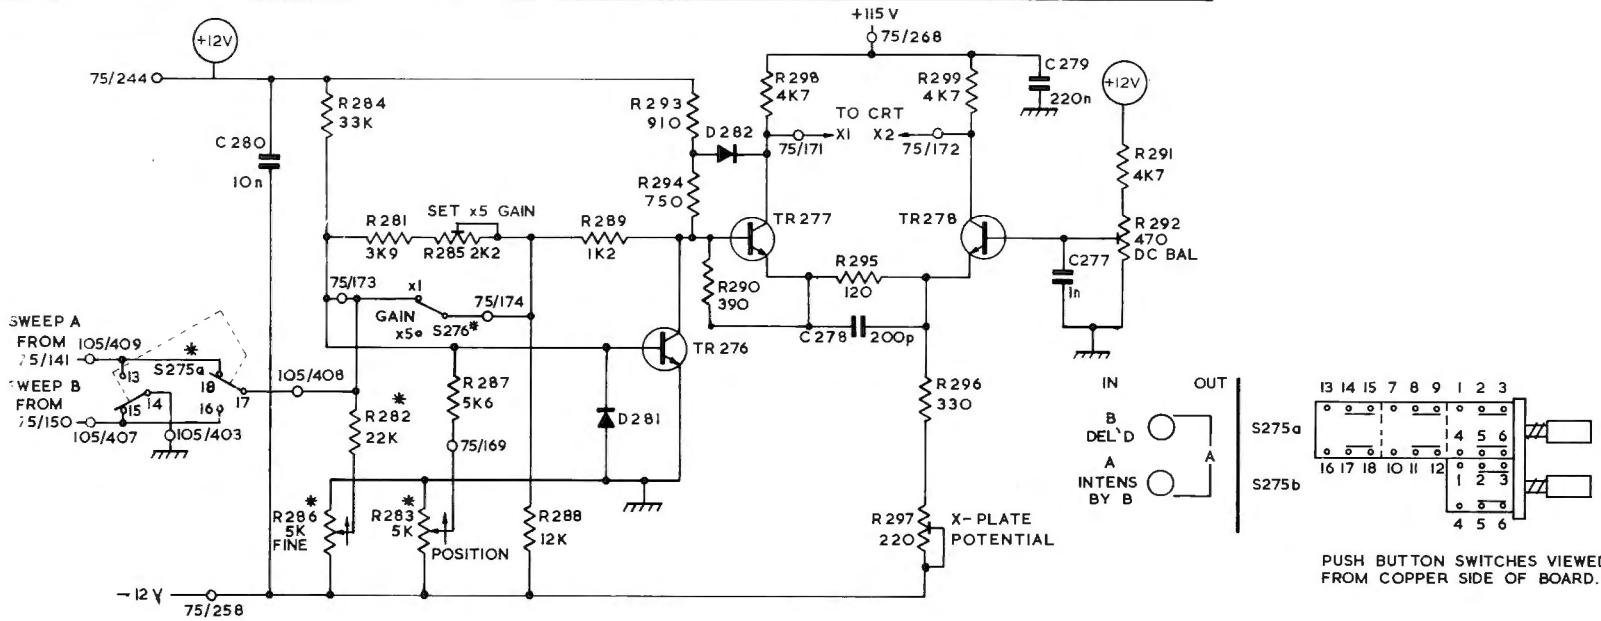 +115V
75/268
+12V
75/244
R284
33K
C280
10n
R293
910
D282
R294
750
R298
4K7
R299
4K7
TO CRT
X1
X2
75/171
75/172
C279
220n
+12V
R291
4K7
R292
470
DC BAL
C277
1n
TR277
TR278
R281
3K9
SET x5 GAIN
R285
2K2
R289
1K2
R290
390
R295
120
C278
200p
75/173
x1
GAIN
x5
75/174
S276*
TR276
SWEEP A
FROM
75/141
105/409
*
S275a
13
18
17
105/408
SWEEP B
FROM
75/150
15
14
16
105/407
105/403
*
R282
22K
R287
5K6
75/169
D281
R296
330
*
R286
5K
FINE
*
R283
5K
POSITION
R288
12K
R297
220
X-PLATE
POTENTIAL
-12V
75/258
IN
OUT
B
DEL'D
A
A
INTENS
BY B
S275a
S275b
13 14 15 7 8 9 1 2 3
4 5 6
16 17 18 10 11 12
1 2 3
4 5 6
PUSH BUTTON SWITCHES VIEWED
FROM COPPER SIDE OF BOARD.